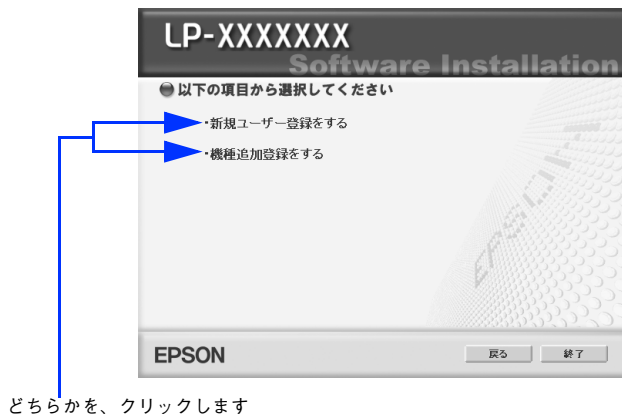 LP-XXXXXXX
Software Installation
以下の項目から選択してください
・新規ユーザー登録をする
・機種追加登録をする
EPSON
EPSON
戻る
終了
どちらかを、クリックします